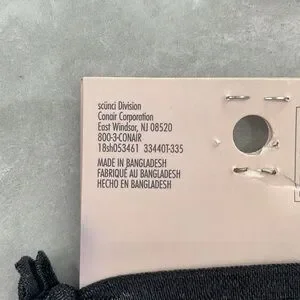 scünci Division
Conair Corporation
East Windsor, NJ 08520
800-3-CONAIR
18sh053461 33440T-335
MADE IN BANGLADESH
FABRIQUÉ AU BANGLADESH
HECHO EN BANGLADESH